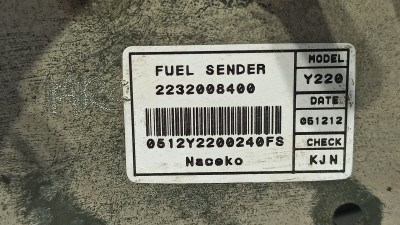 FUEL SENDER
2232008400
0512Y2200240FS
Naceko
MODEL
Y220
DATE
051212
CHECK
KJN